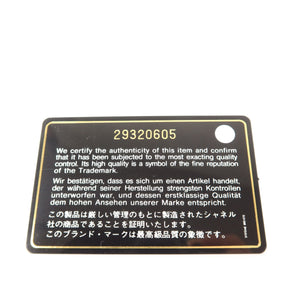 29320605
We certify the authenticity of this item and confirm
that it has been subjected to the most exacting quality
control. Its high quality is a symbol of the fine reputation
of the Trademark.
Wir bestätigen, dass es sich um einen Artikel handelt,
der während seiner Herstellung strengsten Kontrollen
unterworfen war, und dessen erstklassige Qualität
dem hohen Ansehen unserer Marke entspricht.
この製品は厳しい管理のもとに製造されたシャネル
社の商品であることを証明いたします。
このブランド・マークは最高級品質の象徴です。